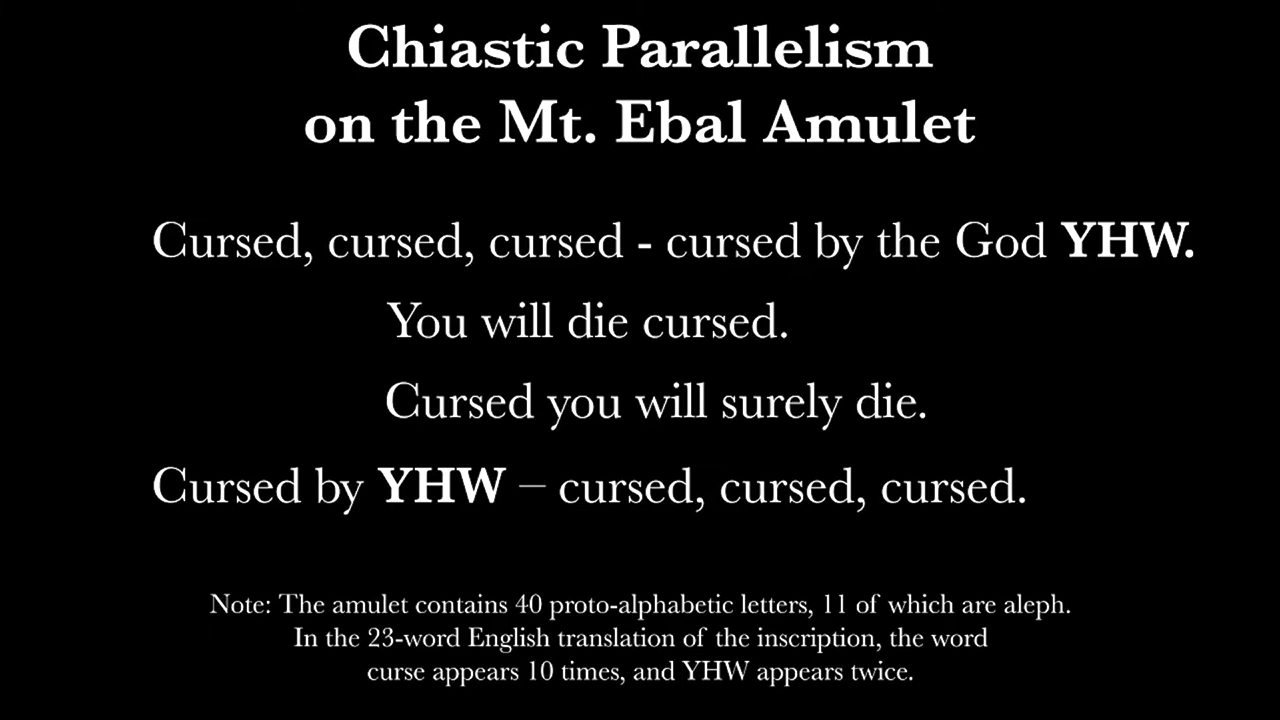 Chiastic Parallelism
on the Mt. Ebal Amulet
Cursed, cursed, cursed - cursed by the God YHW.
You will die cursed.
Cursed you will surely die.
Cursed by YHW – cursed, cursed, cursed.
Note: The amulet contains 40 proto-alphabetic letters, 11 of which are aleph.
In the 23-word English translation of the inscription, the word
curse appears 10 times, and YHW appears twice.